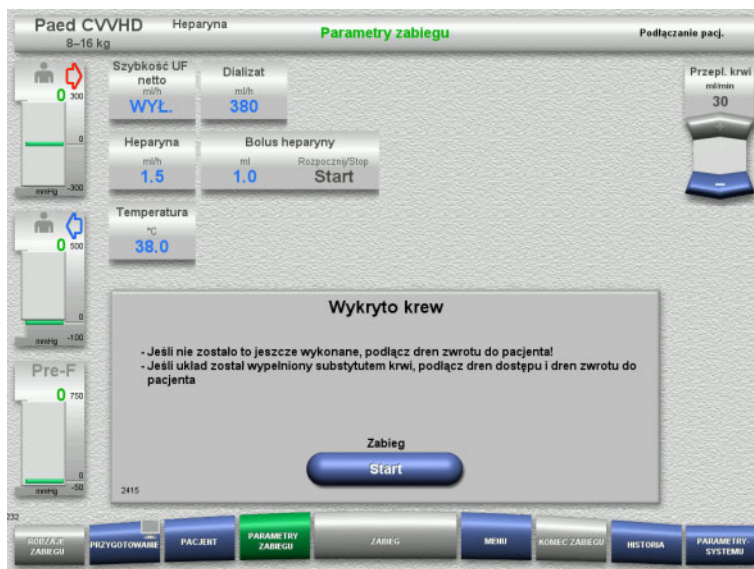 Paed CVVHD Heparyna Parametry zabiegu Podłączanie pacj.
8–16 kg
Szybkość UF netto
ml/h
WYŁ.
Dializat
ml/h
380
Przepl. krwi
ml/min
30
+
–
0 300
0
mmHg -300
Heparyna
ml/h
1.5
Bolus heparyny
ml Rozpocznij/Stop
1.0 Start
Temperatura
°C
38.0
0 500
0
mmHg -100
Pre-F
0 750
0
mmHg -50
Wykryto krew
- Jeśli nie zostało to jeszcze wykonane, podłącz dren zwrotu do pacjenta!
- Jeśli układ został wypełniony substytutem krwi, podłącz dren dostępu i dren zwrotu do
pacjenta
Zabieg
Start
2415
232
RODZAJE ZABIEGU
PRZYGOTOWANIE
PACJENT
PARAMETRY ZABIEGU
ZABIEG
MENU
KONIEC ZABIEGU
HISTORIA
PARAMETRY-SYSTEMU